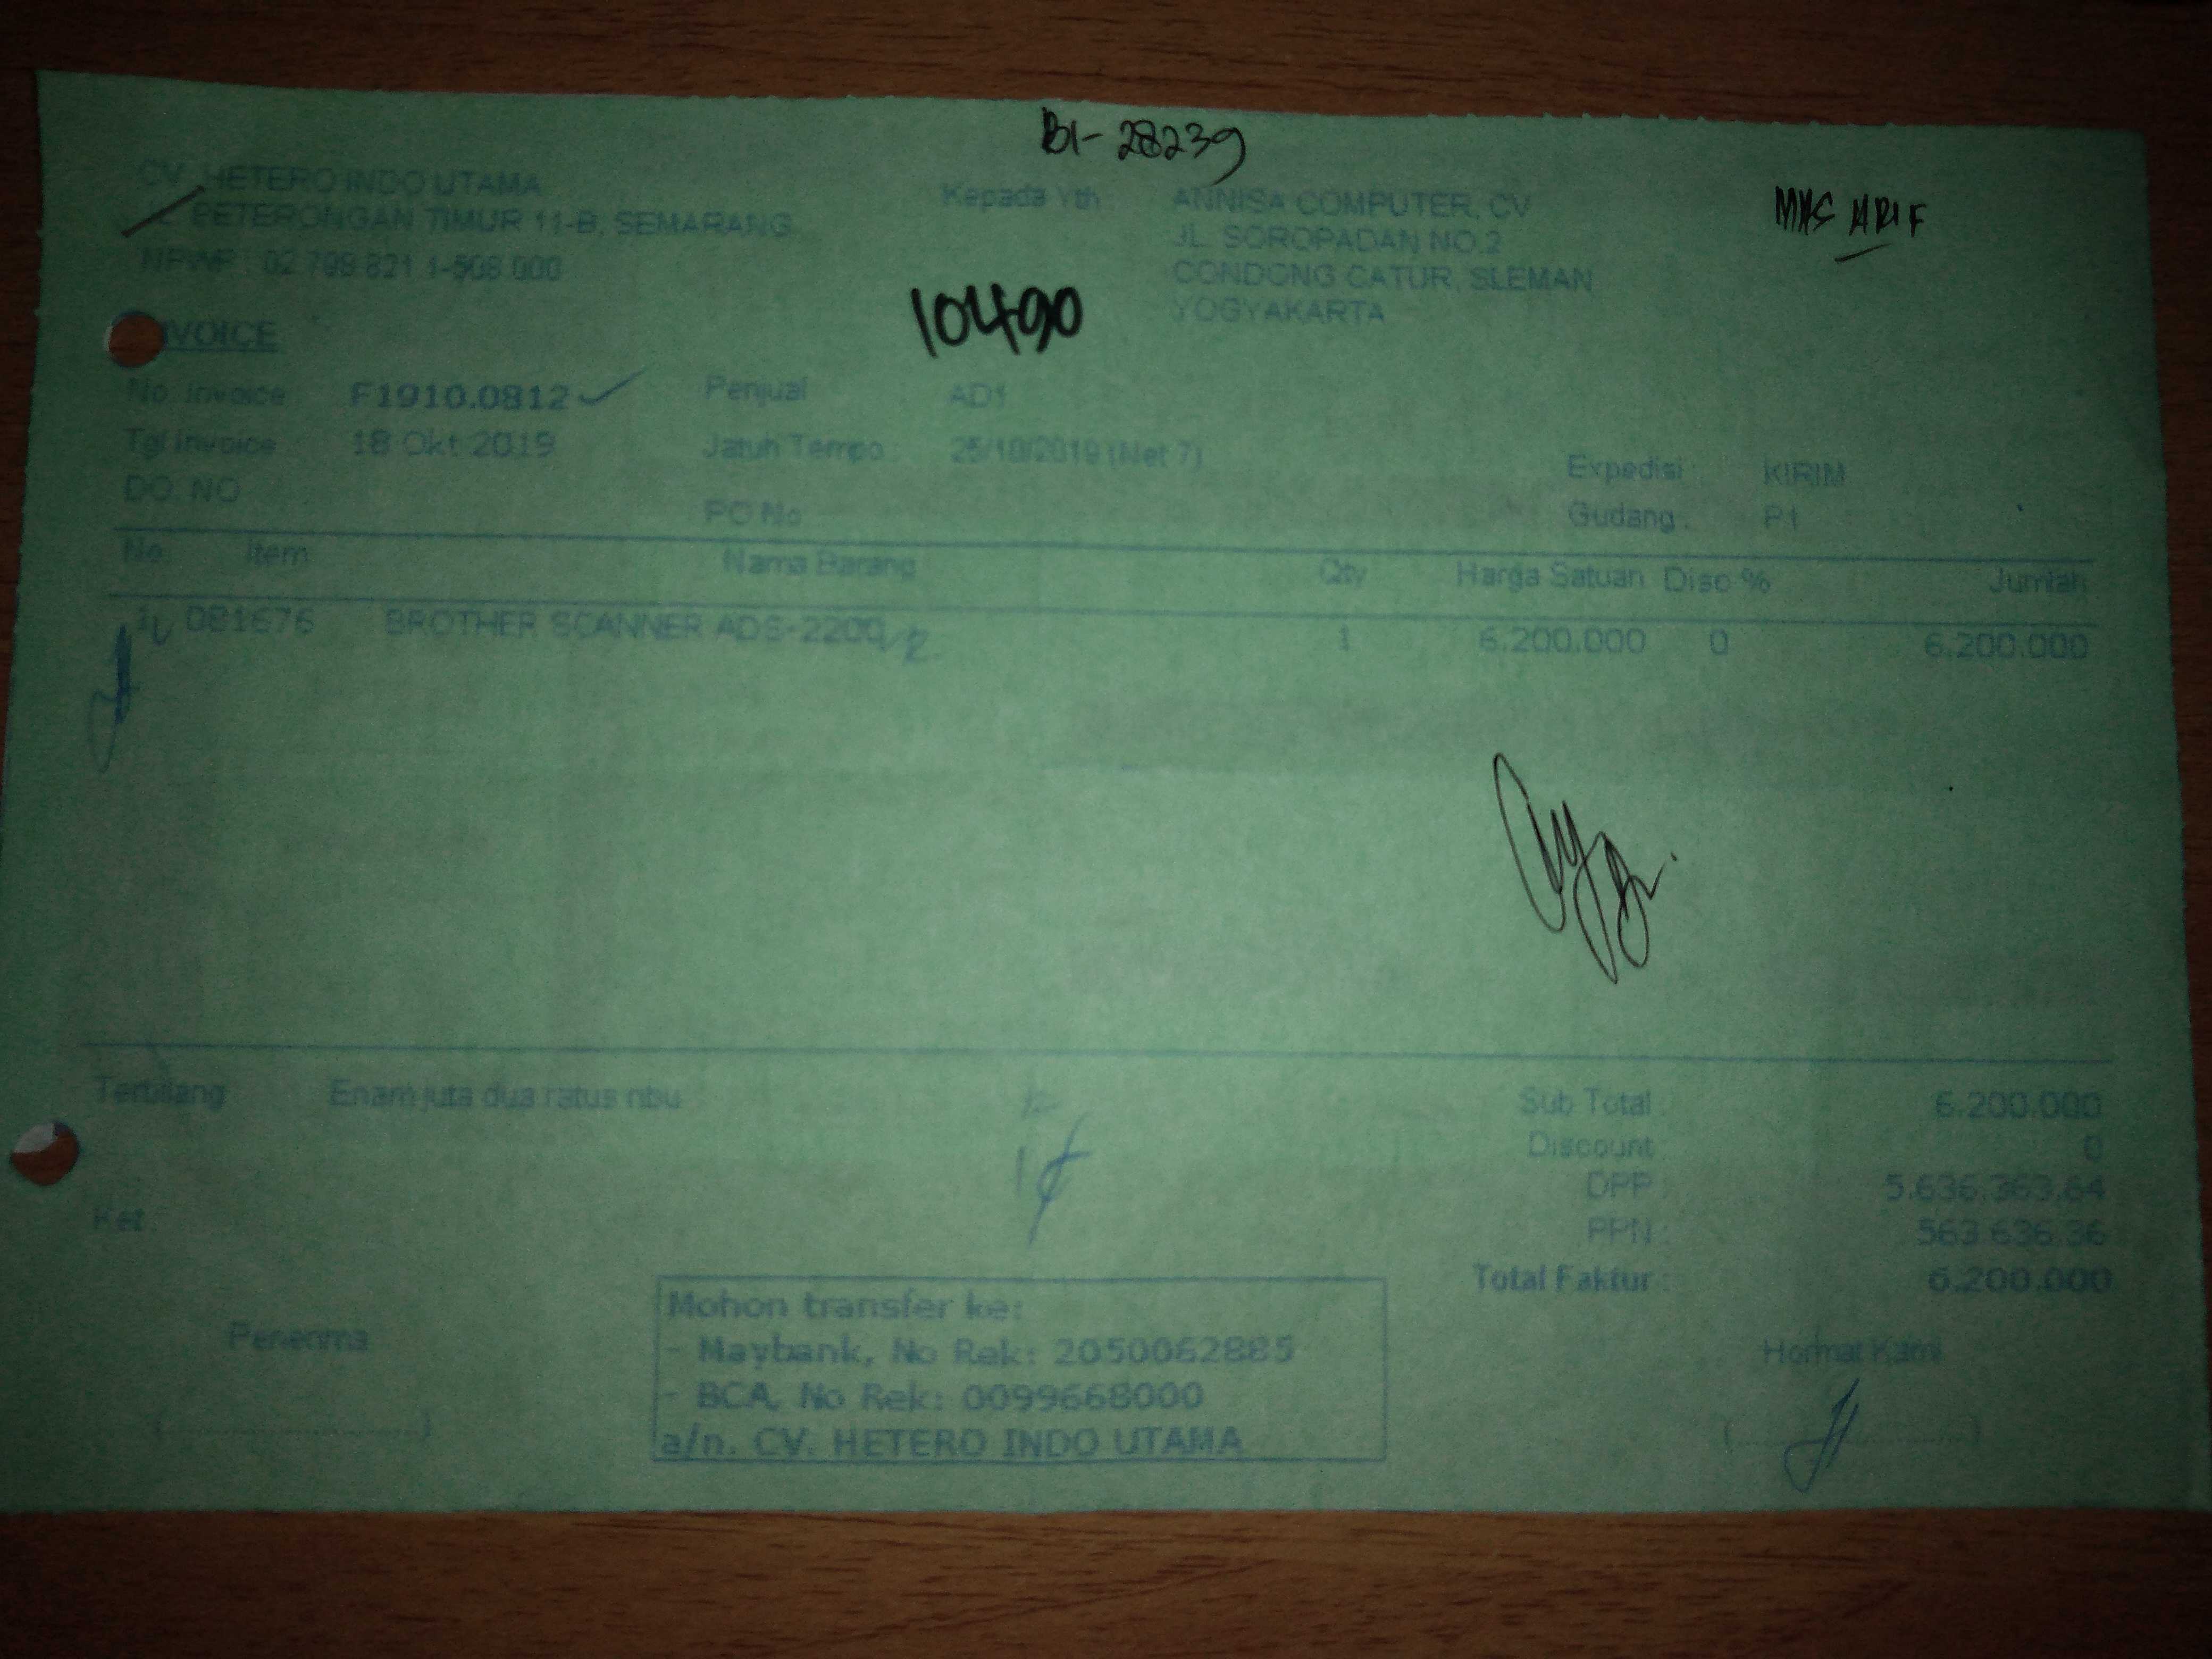 BI-28239
MAS ARIF
CV. HETERO INDO UTAMA
JL. BETERONGAN TIMUR 11-B, SEMARANG
NPWP : 02.798.821.1-508.000
Kepada Yth : ANNISA COMPUTER, CV
JL. SOROPADAN NO.2
CONDONG CATUR, SLEMAN
YOGYAKARTA
10490
VOICE
No. Invoice : F1910.0812 Penjual AD1
Tgl Invoice 18 Okt 2019 Jatuh Tempo : 25/10/2019 (Net 7)
Expedisi : KIRIM
DO. NO
PO No
Gudang : P1
No Item Nama Barang Qty Harga Satuan Disc % Jumlah
1 081676 BROTHER SCANNER ADS-2200 1 6.200.000 0 6.200.000
Terbilang Enam juta dua ratus ribu
Sub Total : 6.200.000
Discount : 0
DPP : 5.636.363,64
PPN : 563.636,36
Total Faktur : 6.200.000
Ket
Penerima
Hormat Kami
Mohon transfer ke:
- Maybank, No Rek: 2050062885
- BCA, No Rek: 0099668000
a/n. CV. HETERO INDO UTAMA